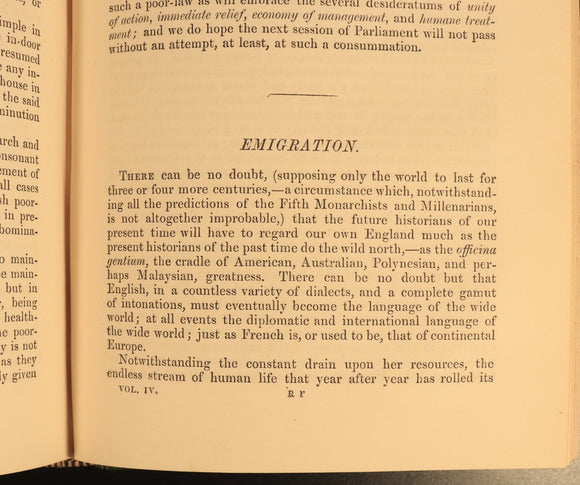 or
imple in
in-door
resumed
e any in-
house in
the said
minution
urch and
onsonant
ement of
all cases
sh poor-
in pre-
bomina-
o main-
e main-
but in
, being
health-
he poor-
y is not
as they
ly given
such a poor-law as will embrace the several desideratums of unity
of action, immediate relief, economy of management, and humane treat-
ment; and we do hope the next session of Parliament will not pass
without an attempt, at least, at such a consummation.
EMIGRATION.
THERE can be no doubt, (supposing only the world to last for
three or four more centuries,—a circumstance which, notwithstand-
ing all the predictions of the Fifth Monarchists and Millenarians,
is not altogether improbable,) that the future historians of our
present time will have to regard our own England much as the
present historians of the past time do the wild north,—as the officina
gentium, the cradle of American, Australian, Polynesian, and per-
haps Malaysian, greatness. There can be no doubt but that
English, in a countless variety of dialects, and a complete gamut
of intonations, must eventually become the language of the wide
world; at all events the diplomatic and international language of
the wide world; just as French is, or used to be, that of continental
Europe.
Notwithstanding the constant drain upon her resources, the
endless stream of human life that year after year has rolled its
VOL. IV.
R F